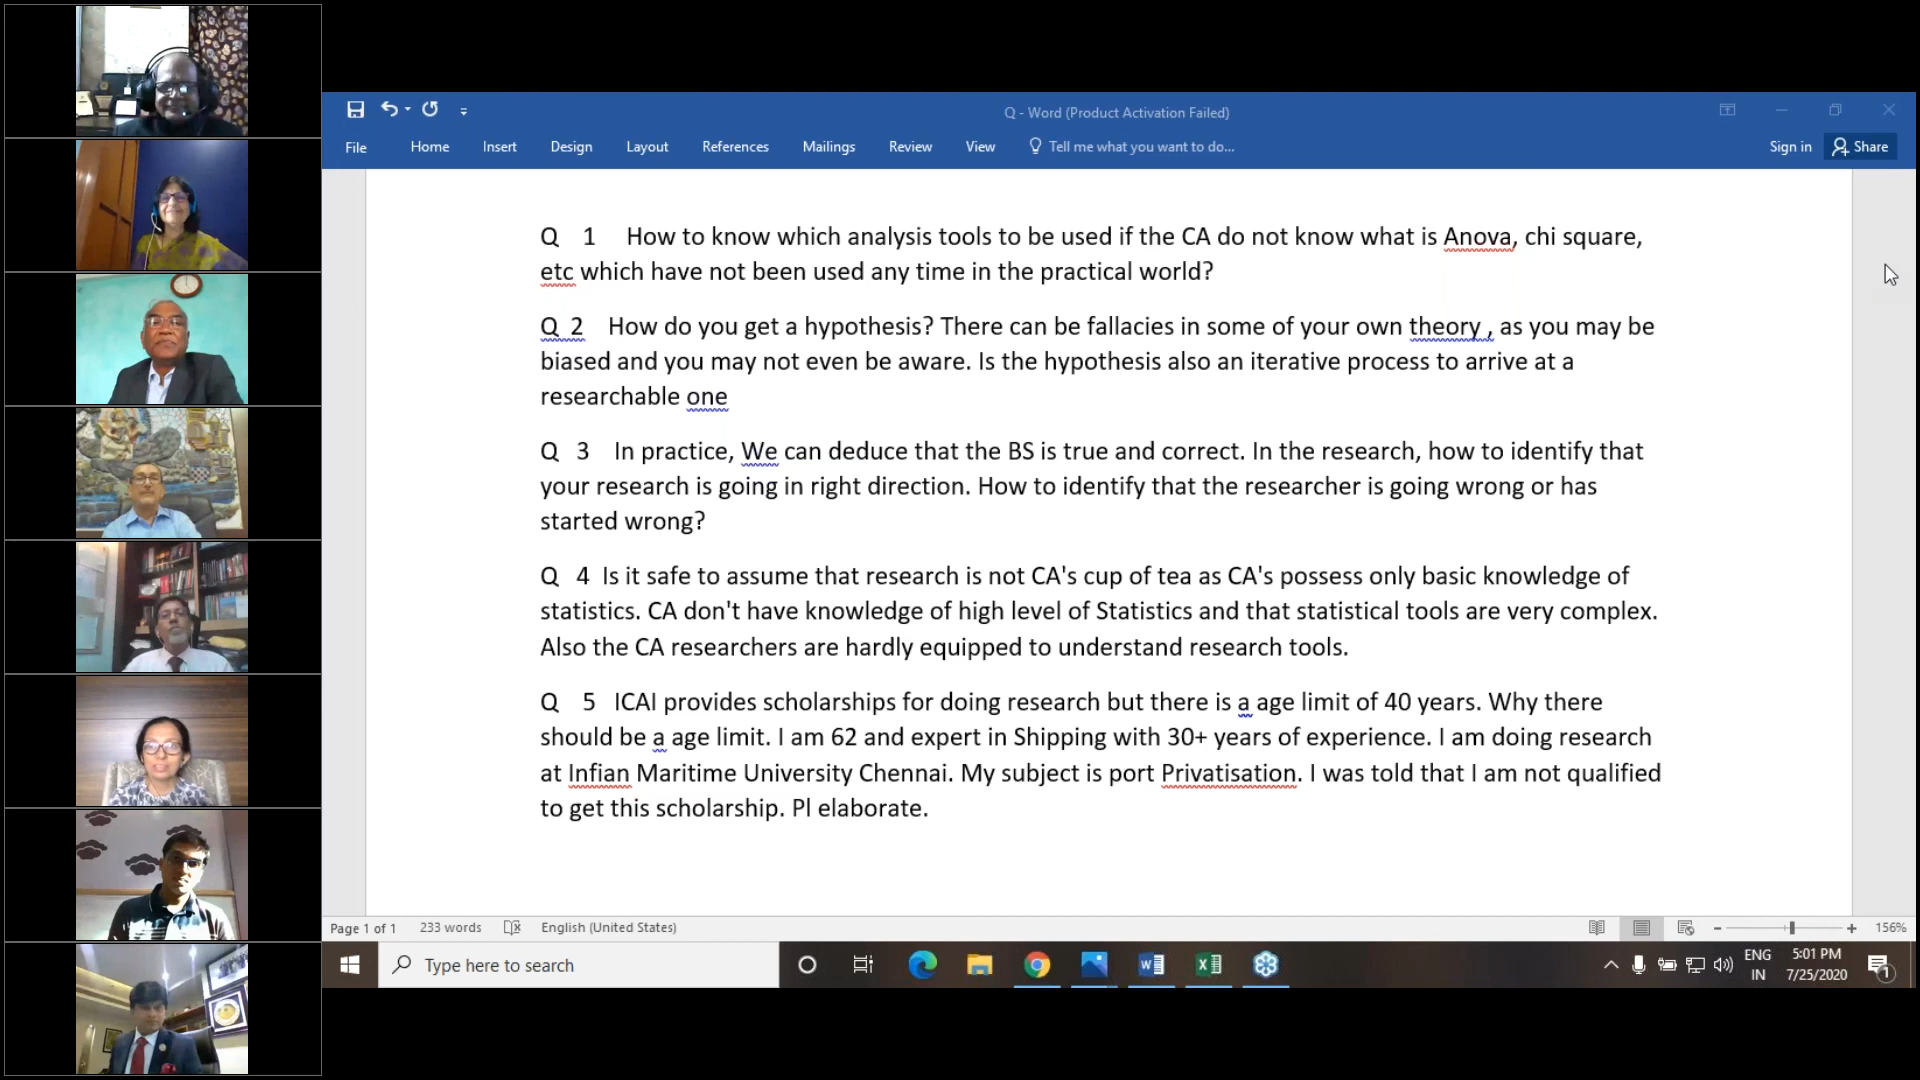 Q - Word (Product Activation Failed)
File Home Insert Design Layout References Mailings Review View Tell me what you want to do... Sign in Share
Q 1 How to know which analysis tools to be used if the CA do not know what is Anova, chi square,
etc which have not been used any time in the practical world?
Q 2 How do you get a hypothesis? There can be fallacies in some of your own theory , as you may be
biased and you may not even be aware. Is the hypothesis also an iterative process to arrive at a
researchable one
Q 3 In practice, We can deduce that the BS is true and correct. In the research, how to identify that
your research is going in right direction. How to identify that the researcher is going wrong or has
started wrong?
Q 4 Is it safe to assume that research is not CA's cup of tea as CA's possess only basic knowledge of
statistics. CA don't have knowledge of high level of Statistics and that statistical tools are very complex.
Also the CA researchers are hardly equipped to understand research tools.
Q 5 ICAI provides scholarships for doing research but there is a age limit of 40 years. Why there
should be a age limit. I am 62 and expert in Shipping with 30+ years of experience. I am doing research
at Infian Maritime University Chennai. My subject is port Privatisation. I was told that I am not qualified
to get this scholarship. Pl elaborate.
Page 1 of 1 233 words English (United States) 156%
Type here to search
ENG 5:01 PM
IN 7/25/2020 1